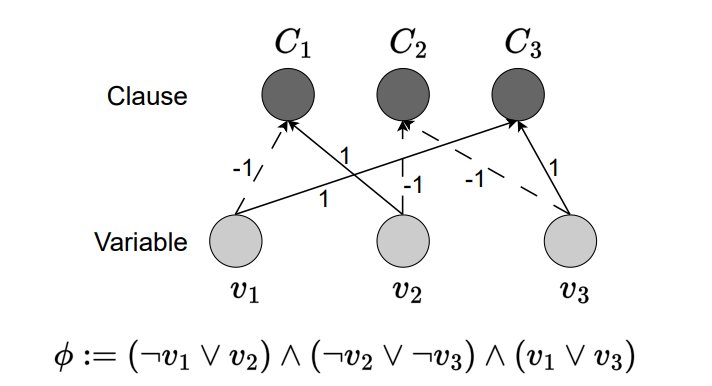 C₁ C₂ C₃
Clause
-1 1 1 -1 -1 1
Variable
v₁ v₂ v₃
ϕ := (¬v₁ ∨ v₂) ∧ (¬v₂ ∨ ¬v₃) ∧ (v₁ ∨ v₃)